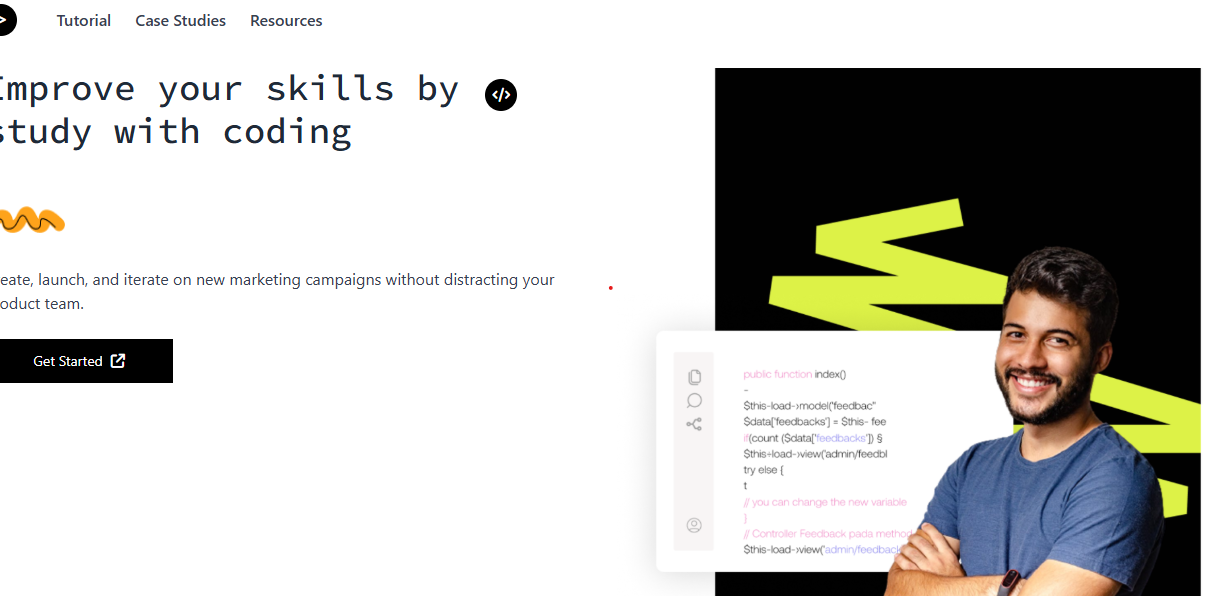 Tutorial Case Studies Resources
Improve your skills by </>
study with coding
eate, launch, and iterate on new marketing campaigns without distracting your
oduct team.
Get Started
public function index()
-
$this-load->model('feedbac"
$data['feedbacks'] = $this- fee
if(count ($data['feedbacks']) §
$this=load->view('admin/feedbl
try else {
t
// you can change the new variable
}
// Controller Feedback pada method
$this-load->view('admin/feedback